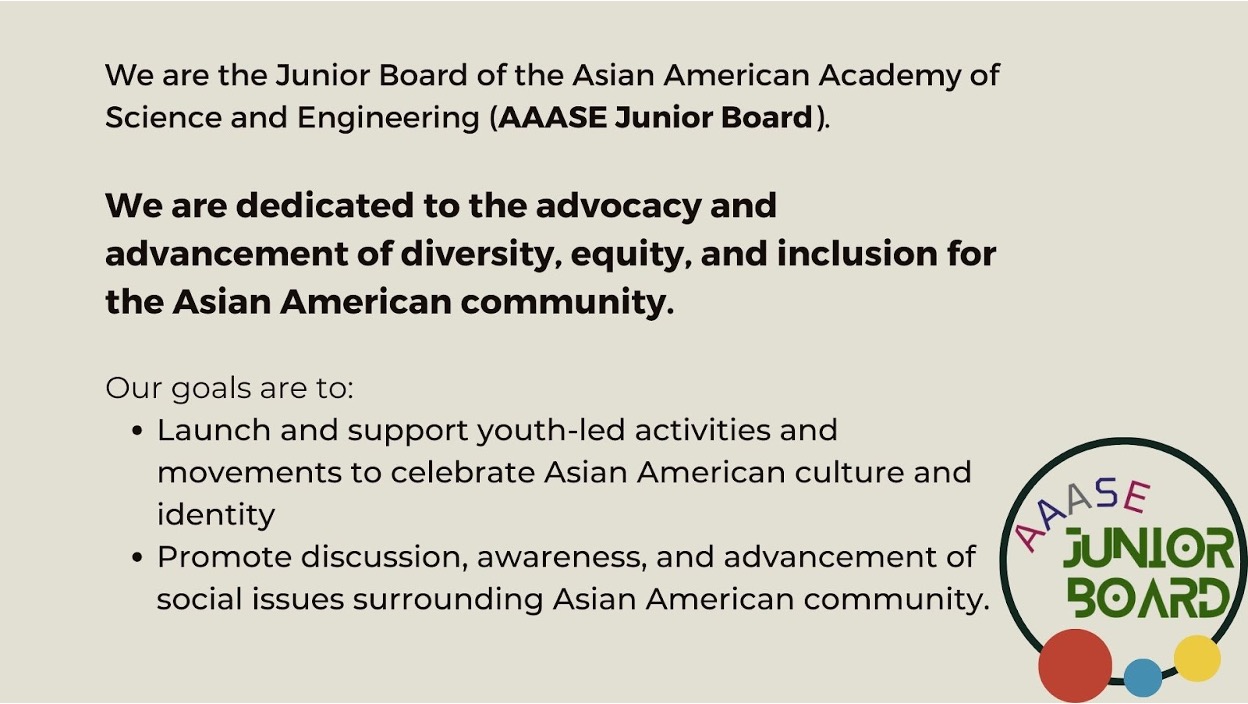 We are the Junior Board of the Asian American Academy of
Science and Engineering (AAASE Junior Board).
We are dedicated to the advocacy and
advancement of diversity, equity, and inclusion for
the Asian American community.
Our goals are to:
• Launch and support youth-led activities and
movements to celebrate Asian American culture and
identity
• Promote discussion, awareness, and advancement of
social issues surrounding Asian American community.
AAASE
JUNIOR
BOARD